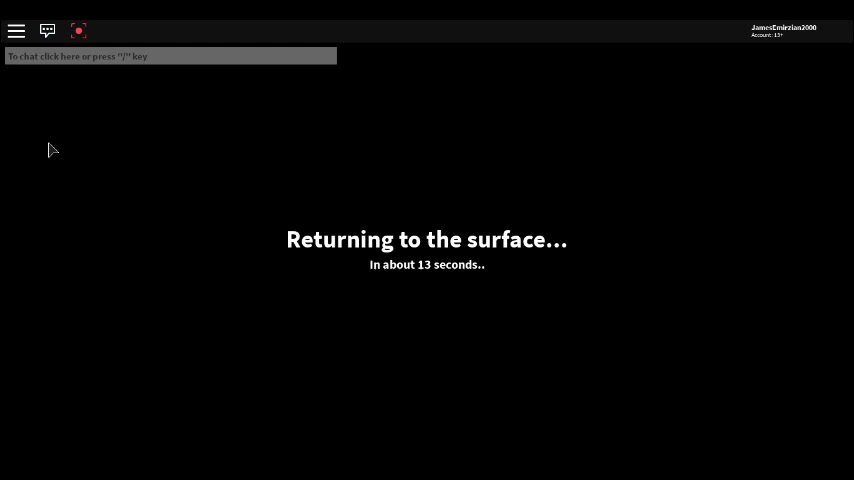 JamesEmirzian2000
Account: 13+
To chat click here or press "/" key
Returning to the surface...
In about 13 seconds..